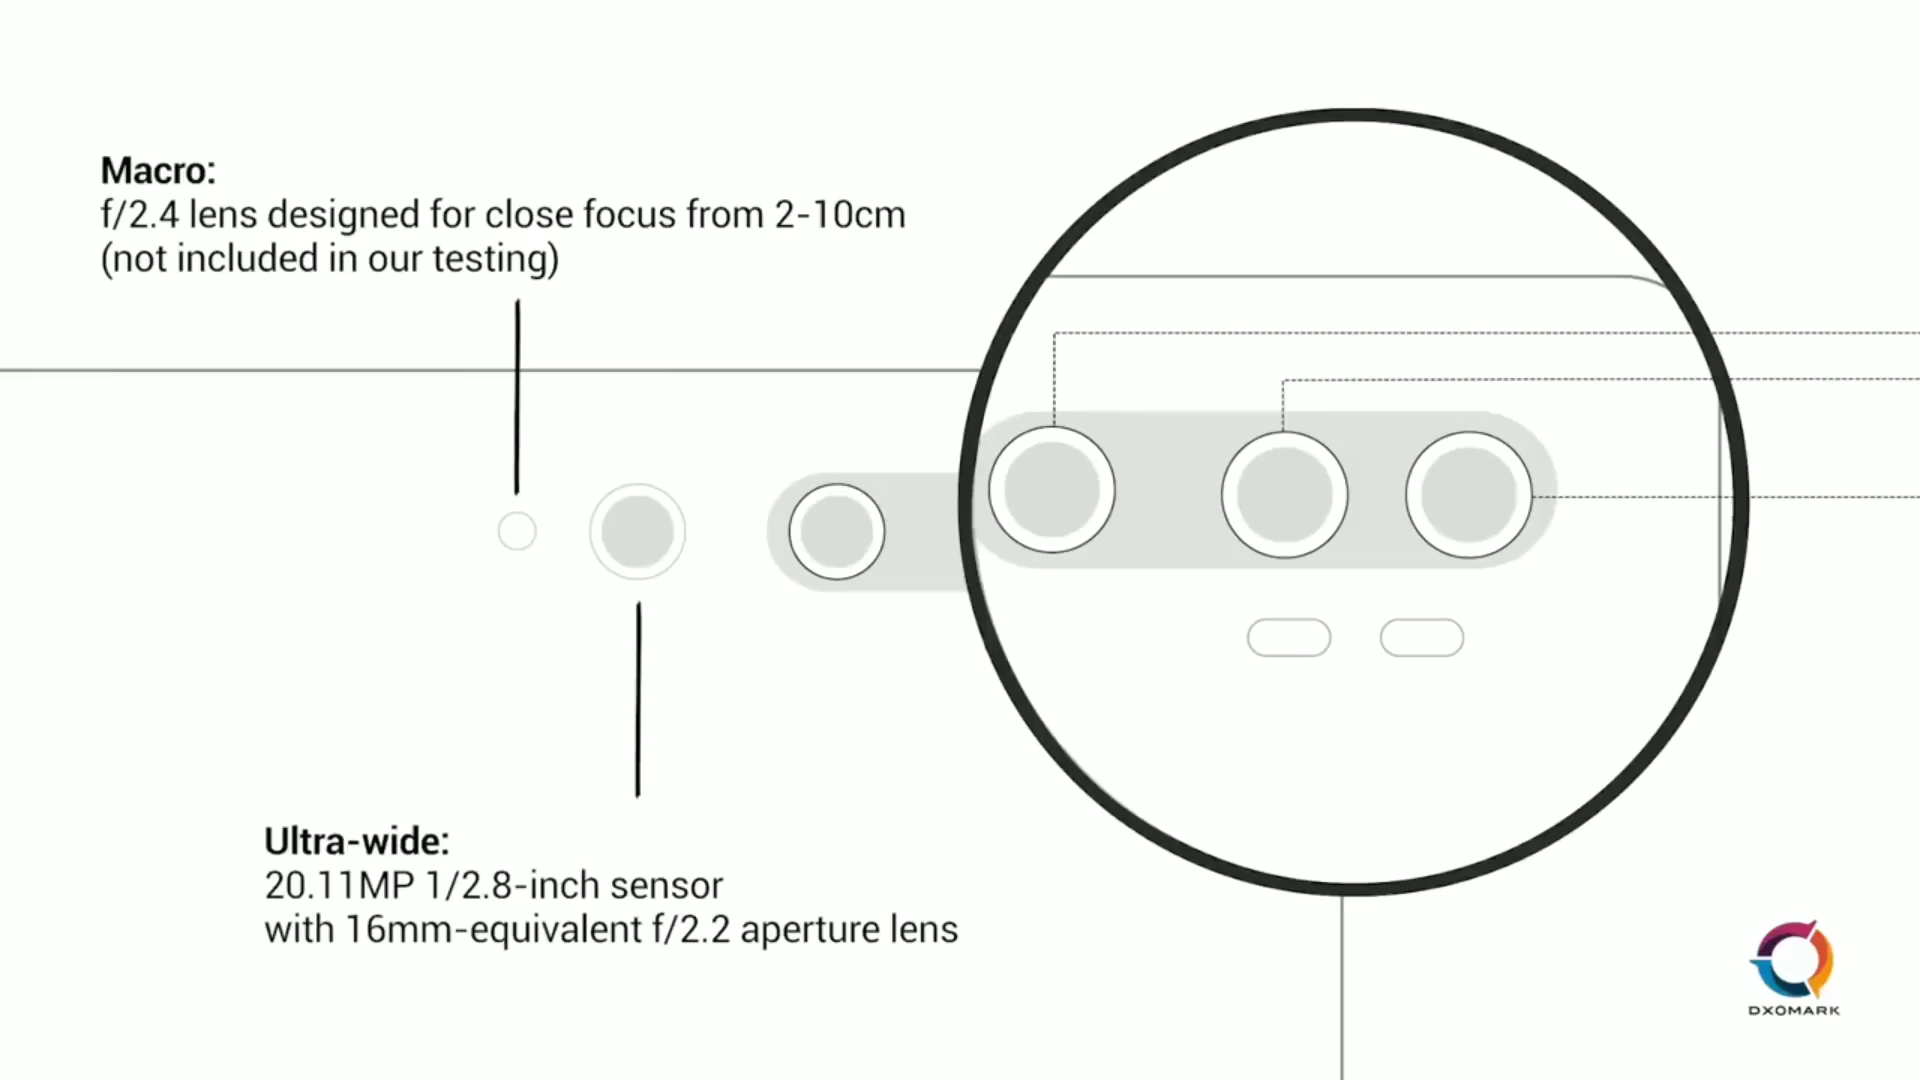 Macro:
f/2.4 lens designed for close focus from 2-10cm
(not included in our testing)
Ultra-wide:
20.11MP 1/2.8-inch sensor
with 16mm-equivalent f/2.2 aperture lens
DXOMARK